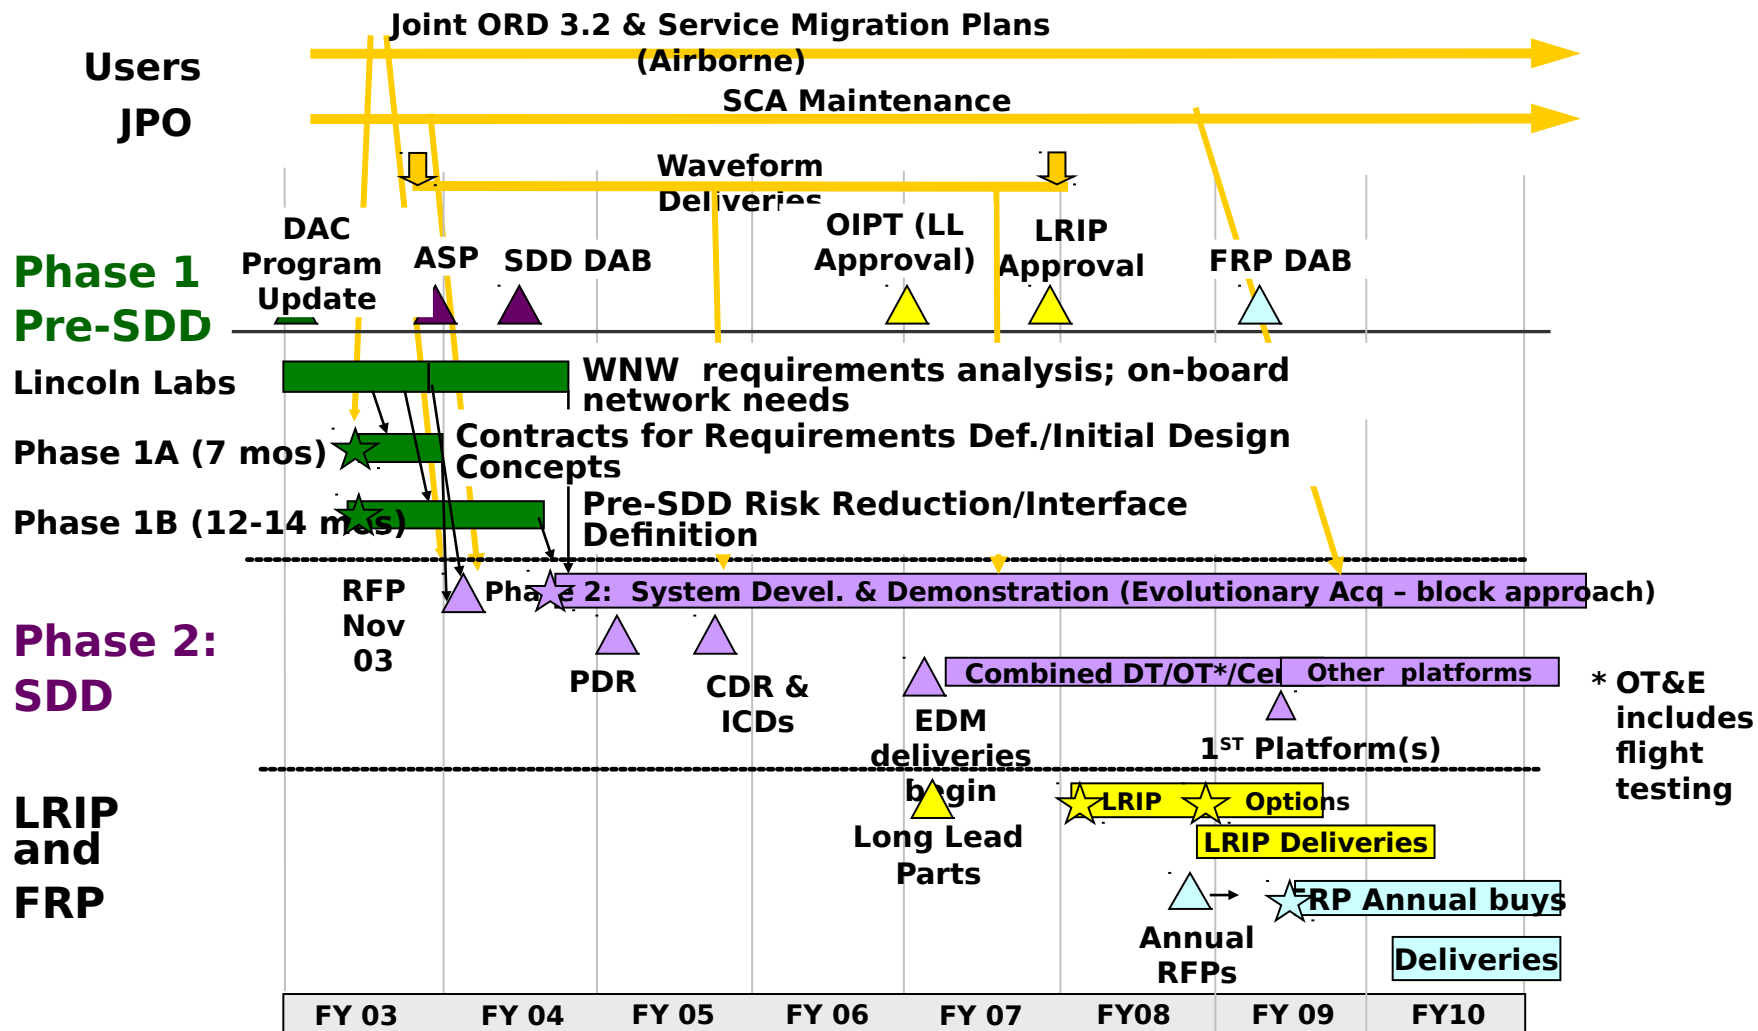 Joint ORD 3.2 & Service Migration Plans
(Airborne)
Users
SCA Maintenance
JPO
Waveform
Deliveries
DAC
Program
Update
ASP
SDD DAB
OIPT (LL
Approval)
LRIP
Approval
FRP DAB
Phase 1
Pre-SDD
Lincoln Labs
WNW requirements analysis; on-board
network needs
Phase 1A (7 mos)
Contracts for Requirements Def./Initial Design
Concepts
Phase 1B (12-14 mos)
Pre-SDD Risk Reduction/Interface
Definition
RFP
Nov
03
Phase 2: System Devel. & Demonstration (Evolutionary Acq – block approach)
Phase 2:
SDD
PDR
CDR &
ICDs
Combined DT/OT*/Cer
Other platforms
EDM
deliveries
begin
1ST Platform(s)
* OT&E
includes
flight
testing
LRIP
and
FRP
Long Lead
Parts
LRIP Options
LRIP Deliveries
FRP Annual buys
Annual
RFPs
Deliveries
FY 03 FY 04 FY 05 FY 06 FY 07 FY08 FY 09 FY10